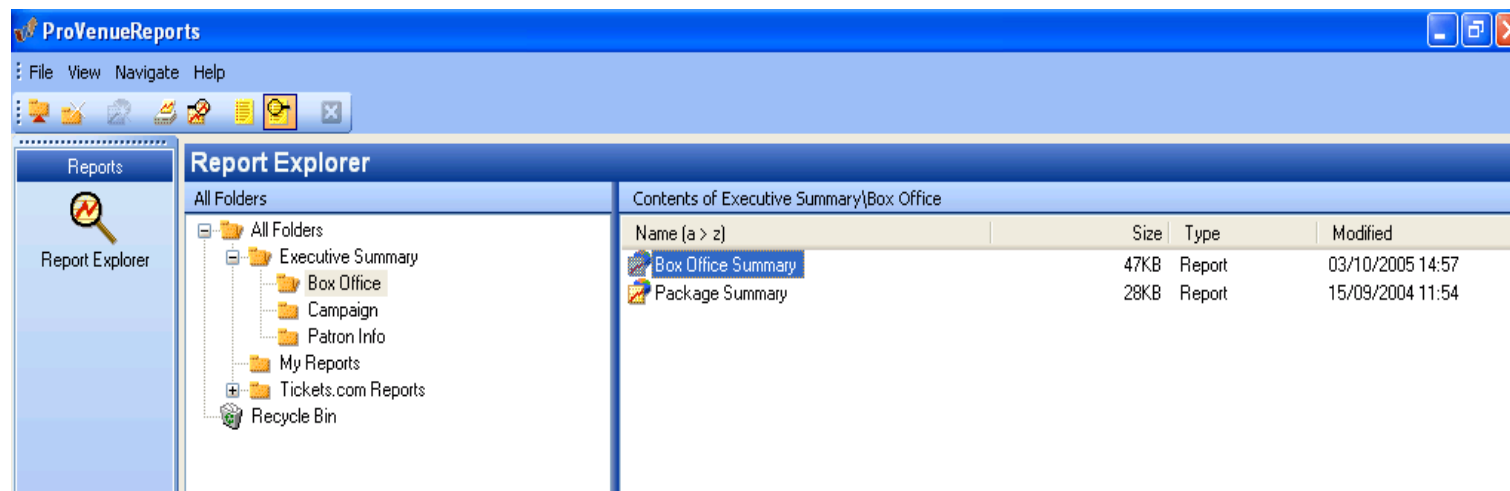 ProVenueReports
File View Navigate Help
Reports
Report Explorer
Report Explorer
All Folders
All Folders
Executive Summary
Box Office
Campaign
Patron Info
My Reports
Tickets.com Reports
Recycle Bin
Contents of Executive Summary\Box Office
Name (a > z) Size Type Modified
Box Office Summary 47KB Report 03/10/2005 14:57
Package Summary 28KB Report 15/09/2004 11:54